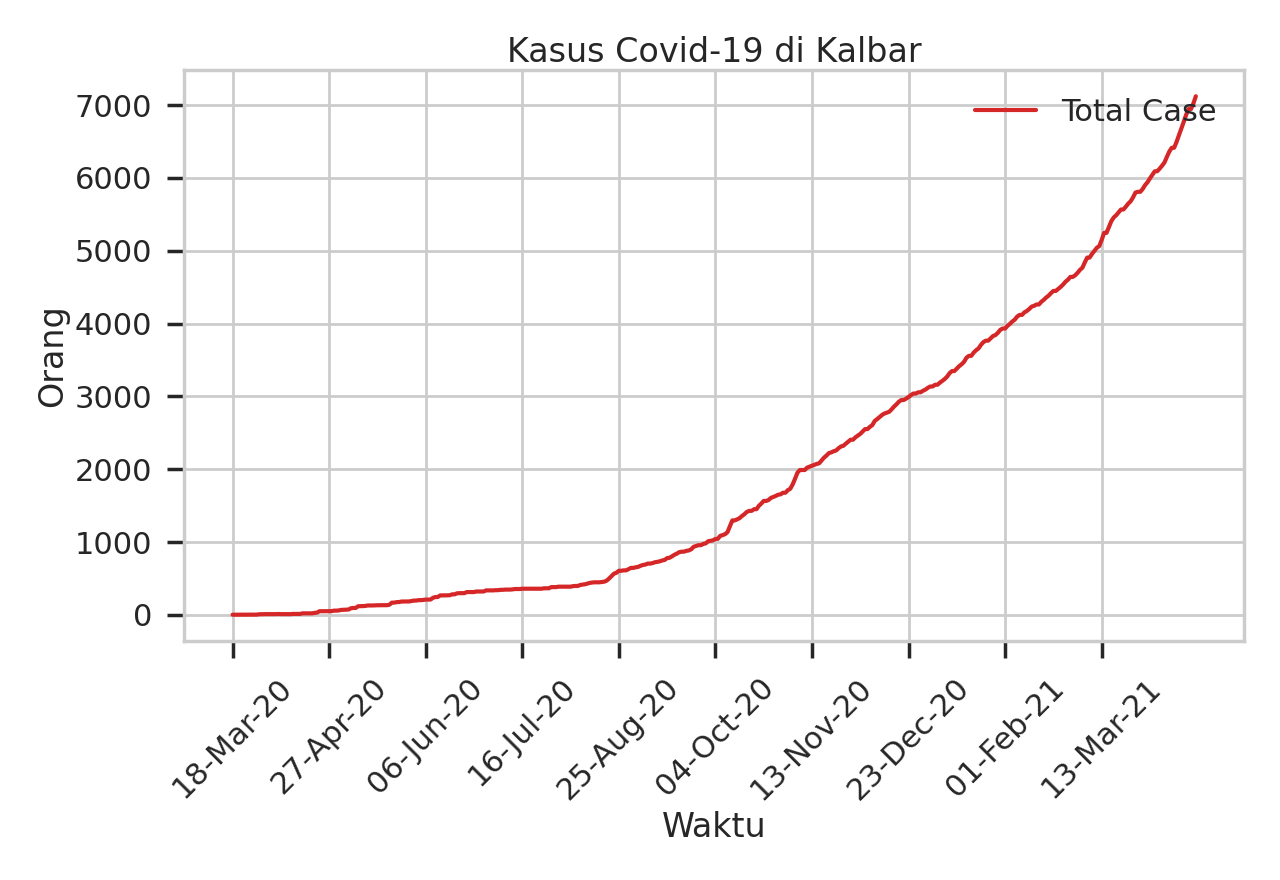 Kasus Covid-19 di Kalbar
Total Case
7000
6000
5000
4000
3000
2000
1000
0
Orang
18-Mar-20
27-Apr-20
06-Jun-20
16-Jul-20
25-Aug-20
04-Oct-20
13-Nov-20
23-Dec-20
01-Feb-21
13-Mar-21
Waktu